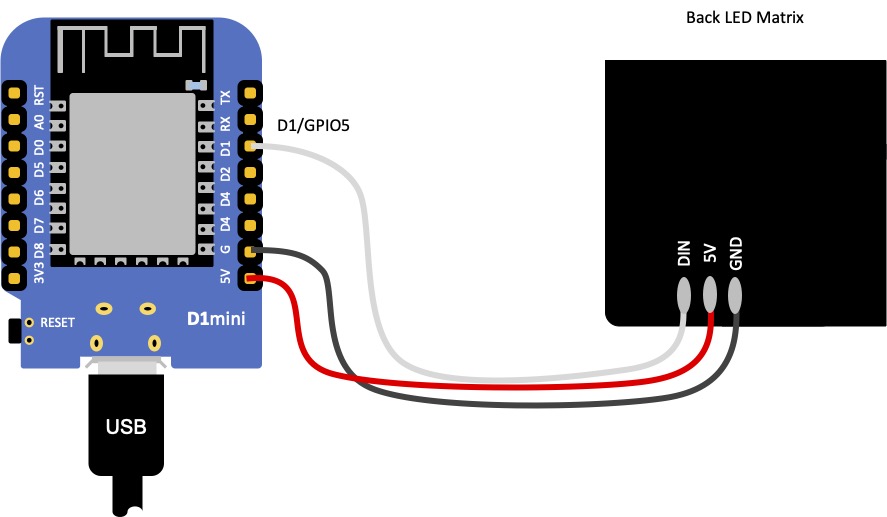 Back LED Matrix
RST
A0
D0
D5
D6
D7
D8
3V3
TX
RX
D1
D2
D4
D4
G
5V
D1/GPIO5
RESET
D1mini
USB
DIN
5V
GND